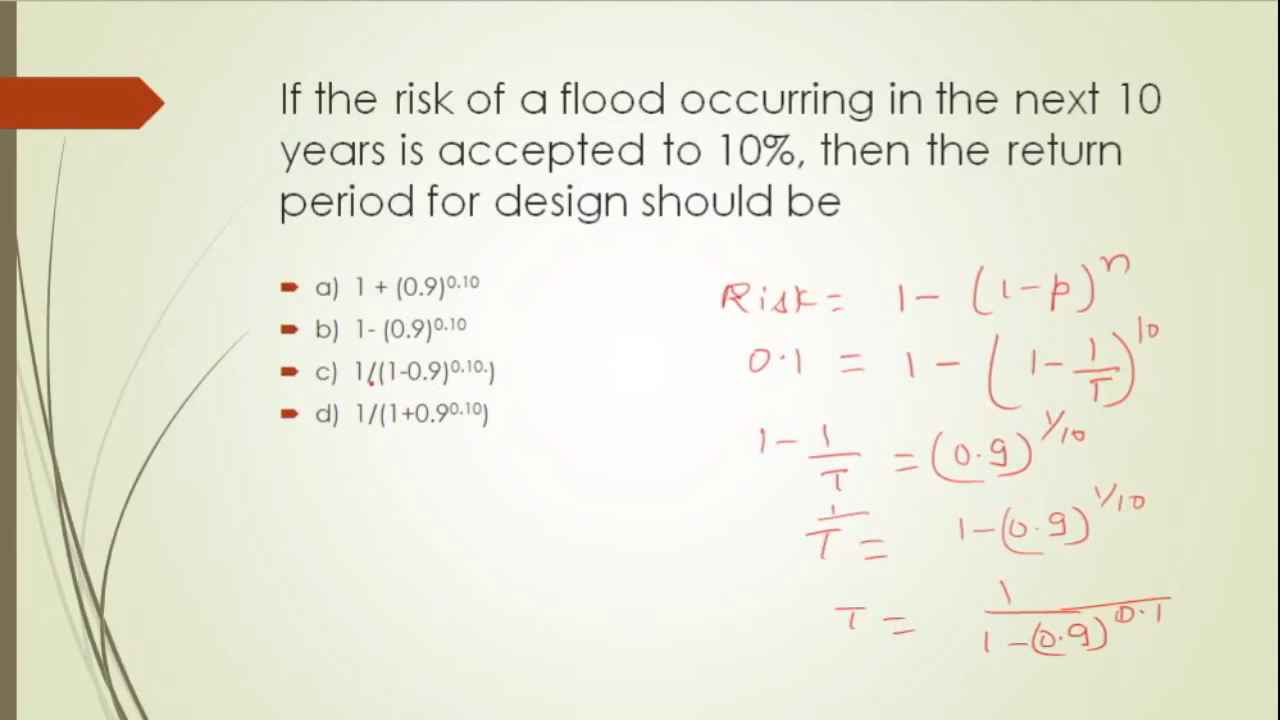 If the risk of a flood occurring in the next 10
years is accepted to 10%, then the return
period for design should be
a) 1 + (0.9)^0.10
b) 1- (0.9)^0.10
c) 1/(1-0.9)^0.10.)
d) 1/(1+0.9^0.10)
Risk = 1 - (1-p)^n
0.1 = 1 - (1 - 1/T)^10
1 - 1/T = (0.9)^1/10
1/T = 1-(0.9)^1/10
T = 1/(1-(0.9)^0.1)